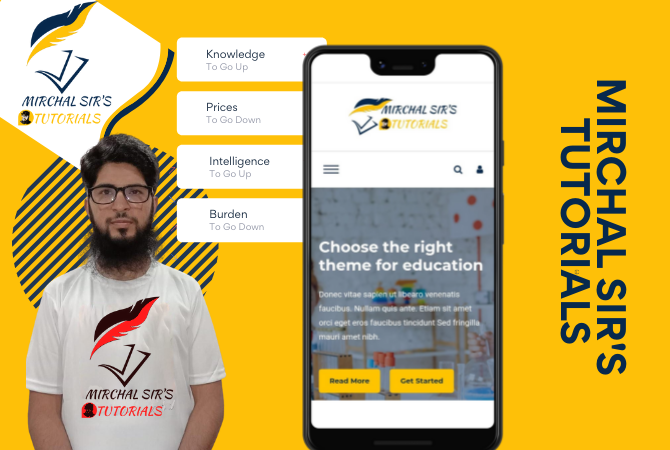 MIRCHAL SIR'S
TUTORIALS
Knowledge
To Go Up
Prices
To Go Down
Intelligence
To Go Up
Burden
To Go Down
MIRCHAL SIR'S
TUTORIALS
MIRCHAL SIR'S
TUTORIALS
Choose the right
theme for education
Donec vitae sapien ut libearo venenatis
faucibus. Nullam quis ante. Etiam sit amet
orci eget eros faucibus tincidunt Sed fringilla
mauri amet nibh.
Read More
Get Started
MIRCHAL SIR'S
TUTORIALS